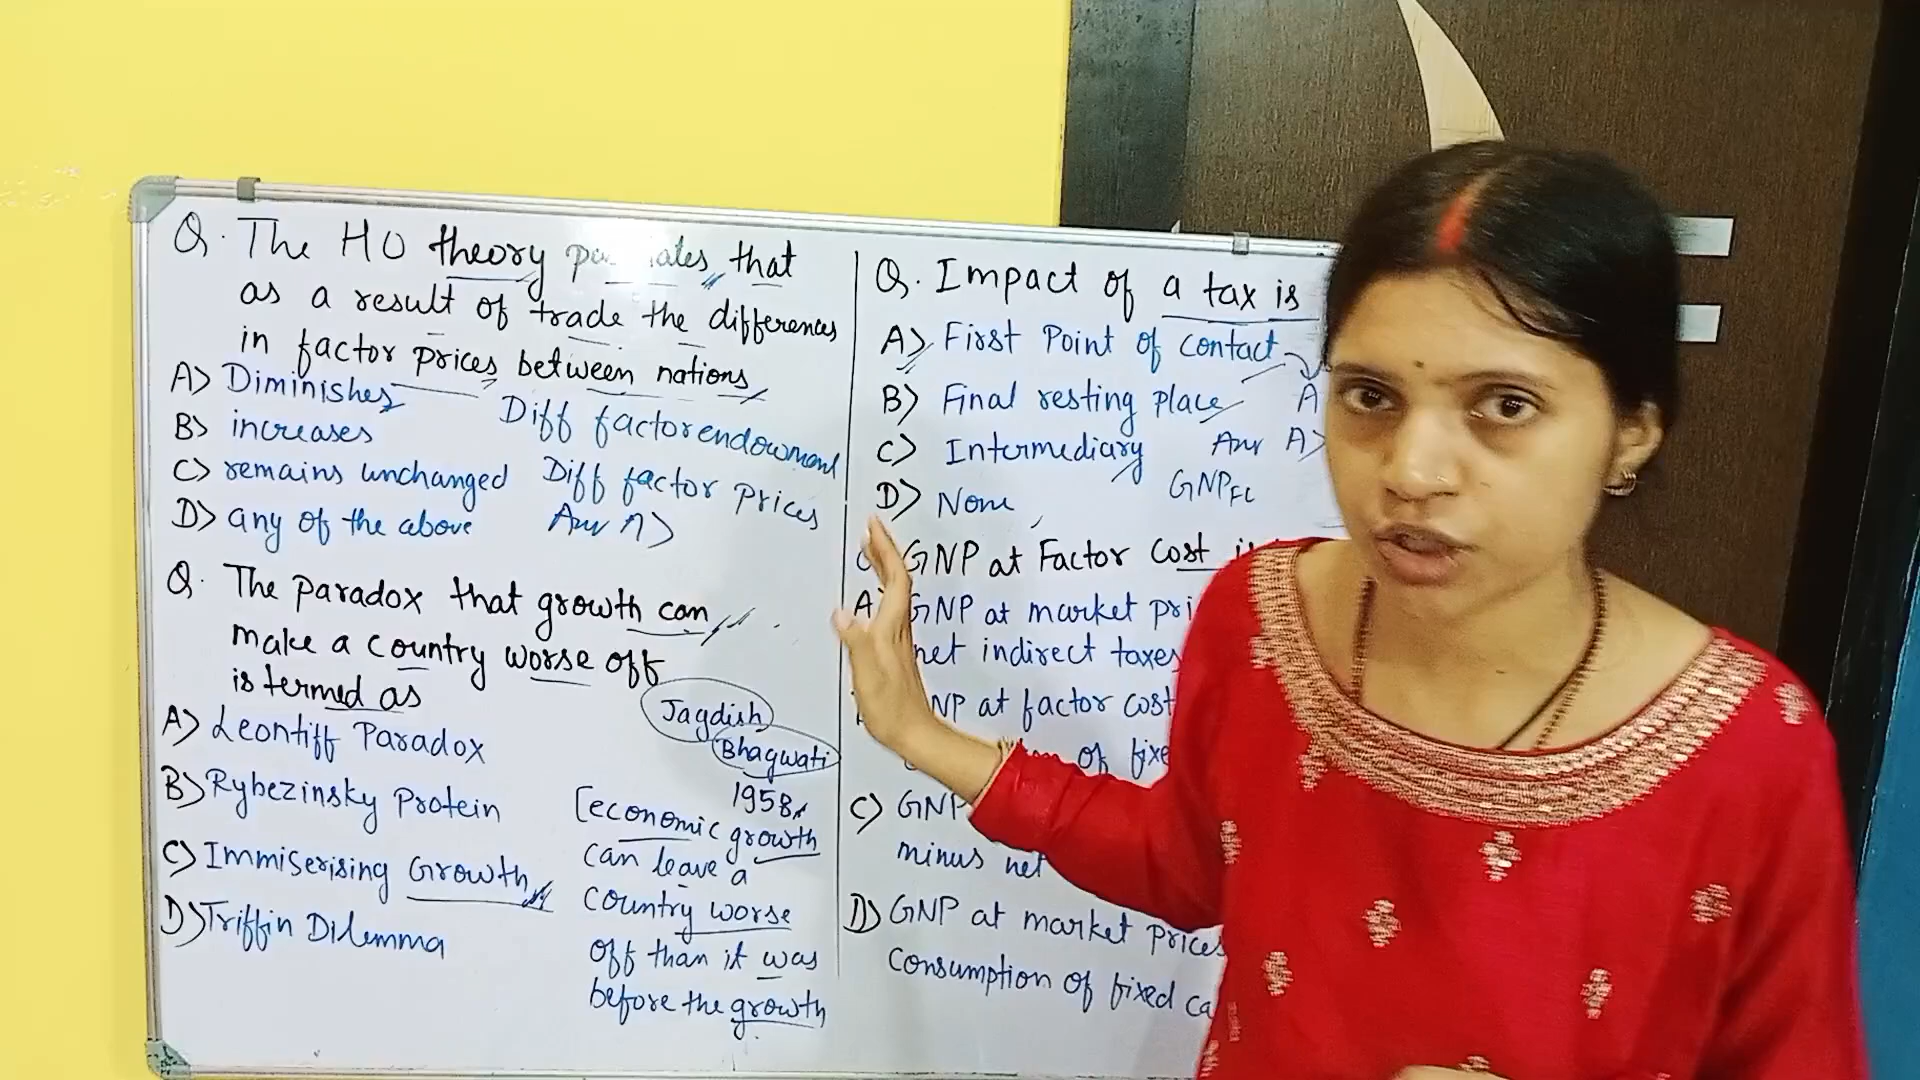 Q. The HO theory that
as a result of trade the differences
in factor prices between nations
A) Diminishes
B) increases
C) remains unchanged
D) any of the above
Diff factor endowment
Diff factor prices
Ans A)
Q. The paradox that growth can
make a country worse off
is termed as
A) Leontiff Paradox
B) Rybezinsky Protein
C) Immiserising Growth
D) Triffin Dilemma
Jagdish
Bhagwati
1958
[economic growth
can leave a
country worse
off than it was
before the growth
Q. Impact of a tax is
A) First Point of contact
B) Final resting place
C) Intermediary
D) None
A
Ans A)
GNP FC
GNP at Factor Cost
A) GNP at market
net indirect taxes
NP at factor cost
of
C) GNP
minus net
D) GNP at market prices
Consumption of fixed